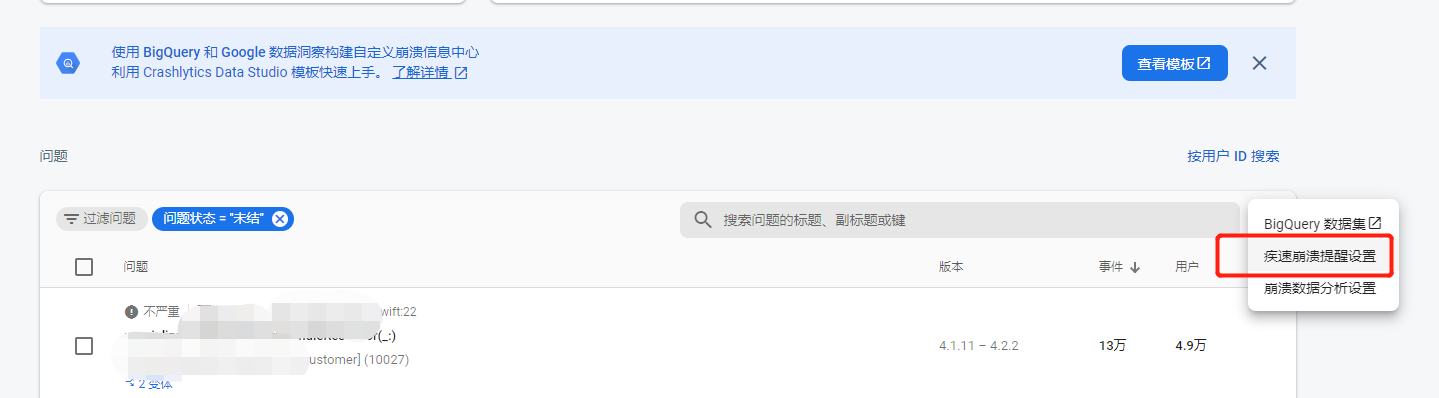 使用 BigQuery 和 Google 数据洞察构建自定义崩溃信息中心
利用 Crashlytics Data Studio 模板快速上手。 了解详情
查看模板
问题
按用户 ID 搜索
过滤问题
问题状态 = "未结"
搜索问题的标题、副标题或键
BigQuery 数据集
疾速崩溃提醒设置
崩溃数据分析设置
问题 版本 事件 用户
不严重 wift:22
(_:)
ustomer] (10027)
4.1.11 – 4.2.2 13万 4.9万
2 变体